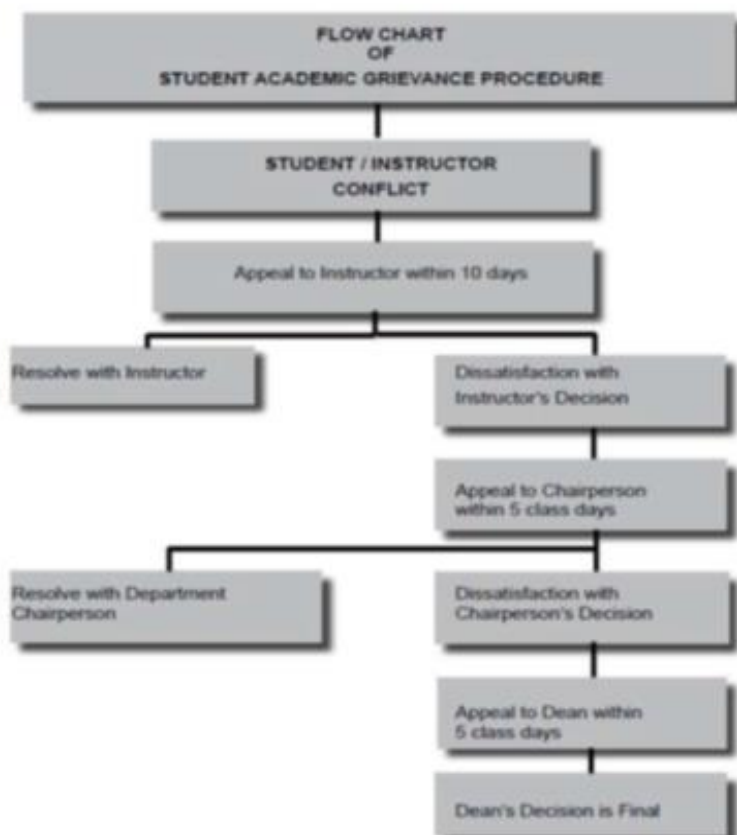 FLOW CHART
OF
STUDENT ACADEMIC GRIEVANCE PROCEDURE
STUDENT / INSTRUCTOR
CONFLICT
Appeal to Instructor within 10 days
Resolve with Instructor
Dissatisfaction with
Instructor's Decision
Appeal to Chairperson
within 5 class days
Resolve with Department
Chairperson
Dissatisfaction with
Chairperson's Decision
Appeal to Dean within
5 class days
Dean's Decision is Final